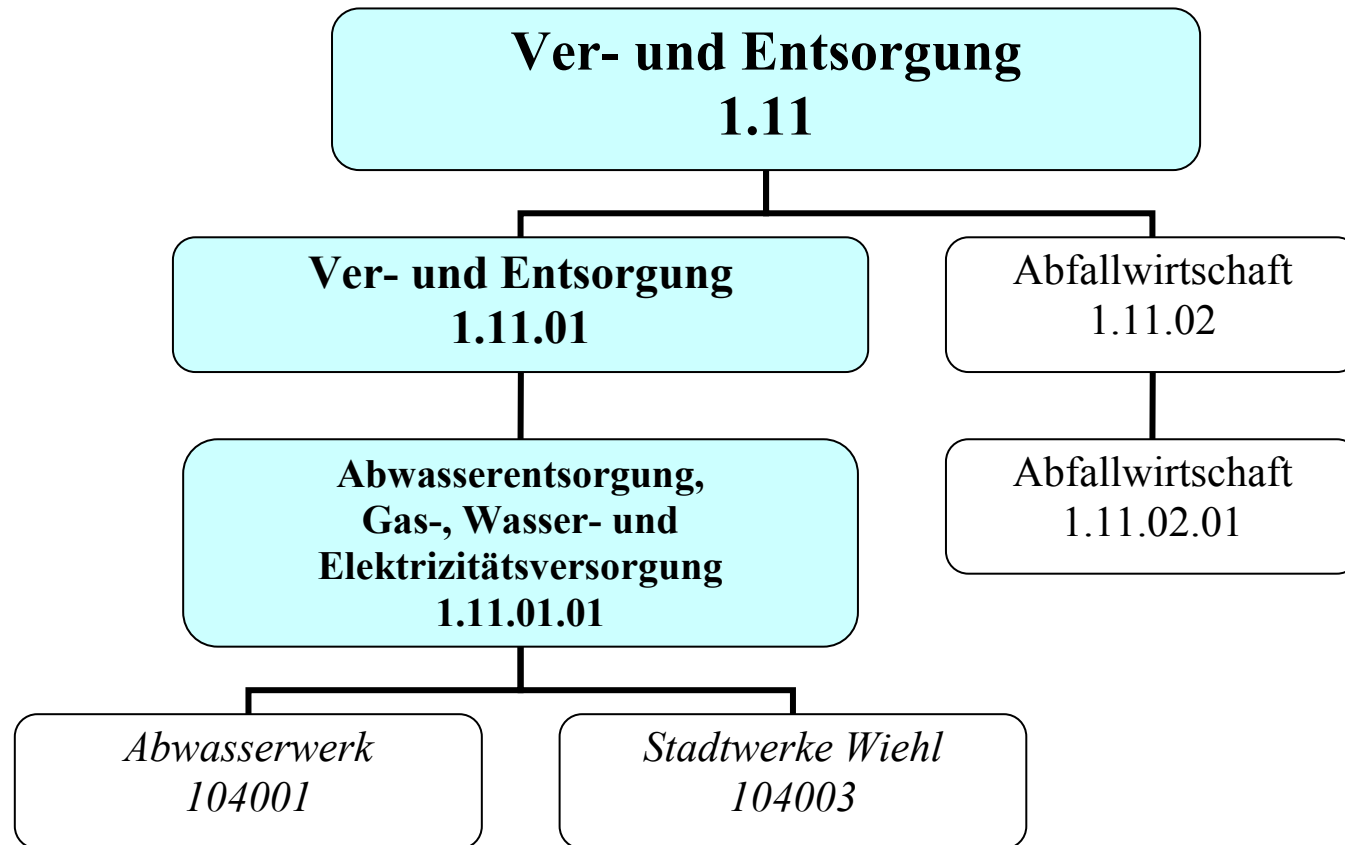 Ver- und Entsorgung
1.11
Ver- und Entsorgung
1.11.01
Abfallwirtschaft
1.11.02
Abwasserentsorgung,
Gas-, Wasser- und
Elektrizitätsversorgung
1.11.01.01
Abfallwirtschaft
1.11.02.01
Abwasserwerk
104001
Stadtwerke Wiehl
104003